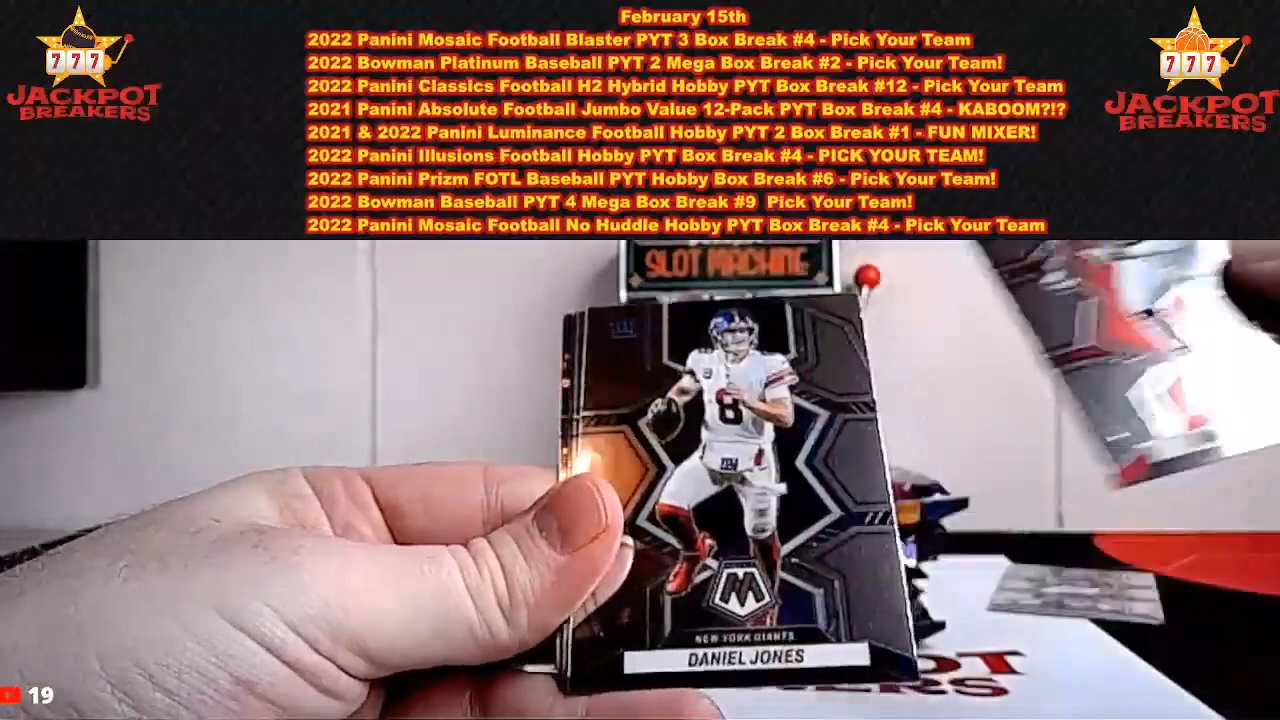 February 15th
2022 Panini Mosaic Football Blaster PYT 3 Box Break #4 - Pick Your Team
2022 Bowman Platinum Baseball PYT 2 Mega Box Break #2 - Pick Your Team!
2022 Panini Classics Football H2 Hybrid Hobby PYT Box Break #12 - Pick Your Team
2021 Panini Absolute Football Jumbo Value 12-Pack PYT Box Break #4 - KABOOM?!?
2021 & 2022 Panini Luminance Football Hobby PYT 2 Box Break #1 - FUN MIXER!
2022 Panini Illusions Football Hobby PYT Box Break #4 - PICK YOUR TEAM!
2022 Panini Prizm FOTL Baseball PYT Hobby Box Break #6 - Pick Your Team!
2022 Bowman Baseball PYT 4 Mega Box Break #9 Pick Your Team!
2022 Panini Mosaic Football No Huddle Hobby PYT Box Break #4 - Pick Your Team
777
JACKPOT
BREAKERS
777
JACKPOT
BREAKERS
SLOT MACHINE
8
M
NEW YORK GIANTS
DANIEL JONES
19